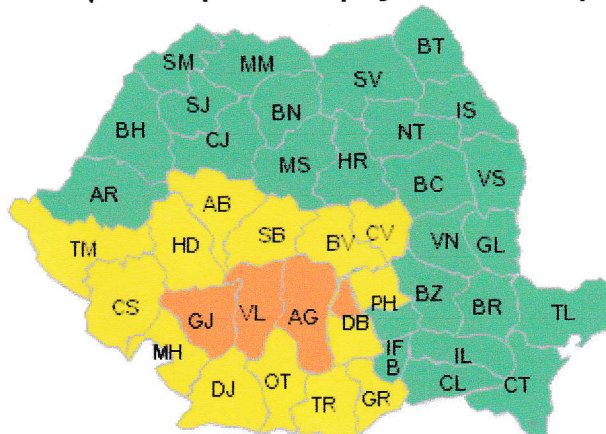 BT
SM MM SV
SJ BN IS
BH NT
CJ MS HR
BC VS
AR AB
TM HD SB BV CV VN GL
CS GJ VL AG DB PH BZ BR TL
MH IF IL
B
DJ OT TR GR CL CT